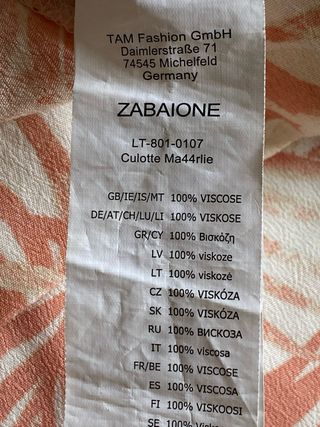 TAM Fashion GmbH
Daimlerstraße 71
74545 Michelfeld
Germany
ZABAIONE
LT-801-0107
Culotte Ma44rlie
GB/IE/IS/MT 100% VISCOSE
DE/AT/CH/LU/LI 100% VISKOSE
GR/CY 100% Βισκόζη
LV 100% viskoze
LT 100% viskozė
CZ 100% VISKÓZA
SK 100% VISKÓZA
RU 100% ВИСКОЗА
IT 100% viscosa
FR/BE 100% VISCOSE
ES 100% VISCOSA
FI 100% VISKOOSI
SE 100% Viskos